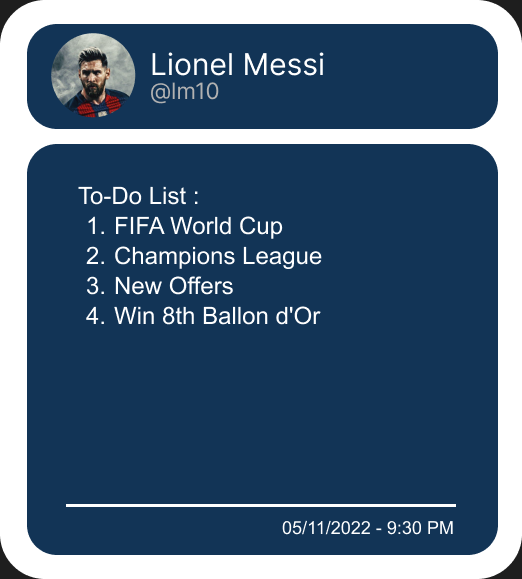 Lionel Messi
@lm10
To-Do List :
1. FIFA World Cup
2. Champions League
3. New Offers
4. Win 8th Ballon d'Or
05/11/2022 - 9:30 PM